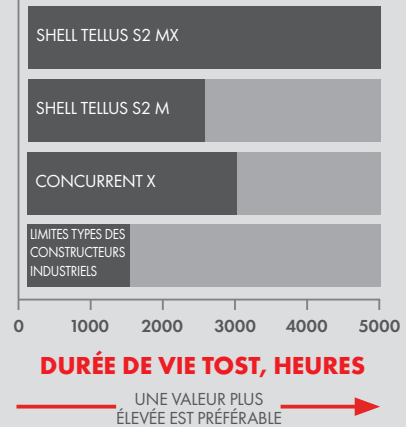 SHELL TELLUS S2 MX
SHELL TELLUS S2 M
CONCURRENT X
LIMITES TYPES DES
CONSTRUCTEURS
INDUSTRIELS
0 1000 2000 3000 4000 5000
DURÉE DE VIE TOST, HEURES
UNE VALEUR PLUS
ÉLEVÉE EST PRÉFÉRABLE